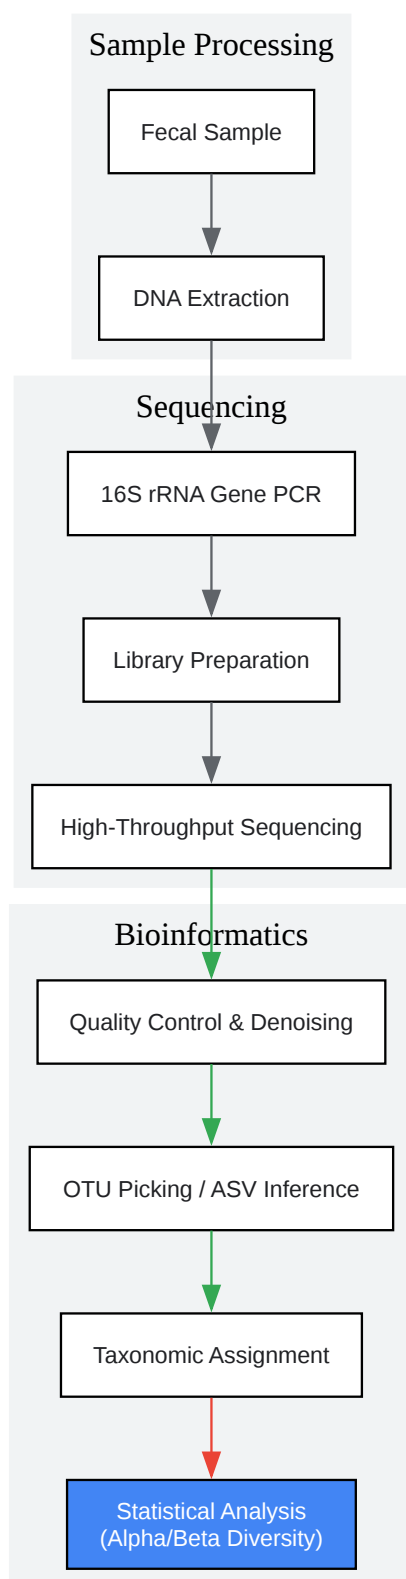 Sample Processing
Fecal Sample
DNA Extraction
Sequencing
16S rRNA Gene PCR
Library Preparation
High-Throughput Sequencing
Bioinformatics
Quality Control & Denoising
OTU Picking / ASV Inference
Taxonomic Assignment
Statistical Analysis
(Alpha/Beta Diversity)